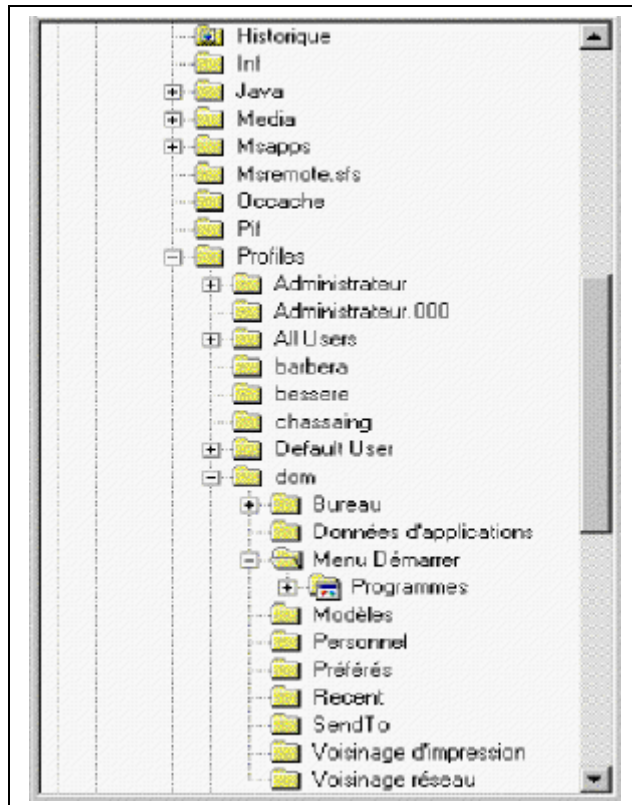 Historique
Inf
Java
Media
Msapps
Msremote.sfs
Occache
Pif
Profiles
Administrateur
Administrateur.000
All Users
barbera
bessere
chassaing
Default User
dom
Bureau
Données d'applications
Menu Démarrer
Programmes
Modèles
Personnel
Préférés
Recent
SendTo
Voisinage d'impression
Voisinage réseau